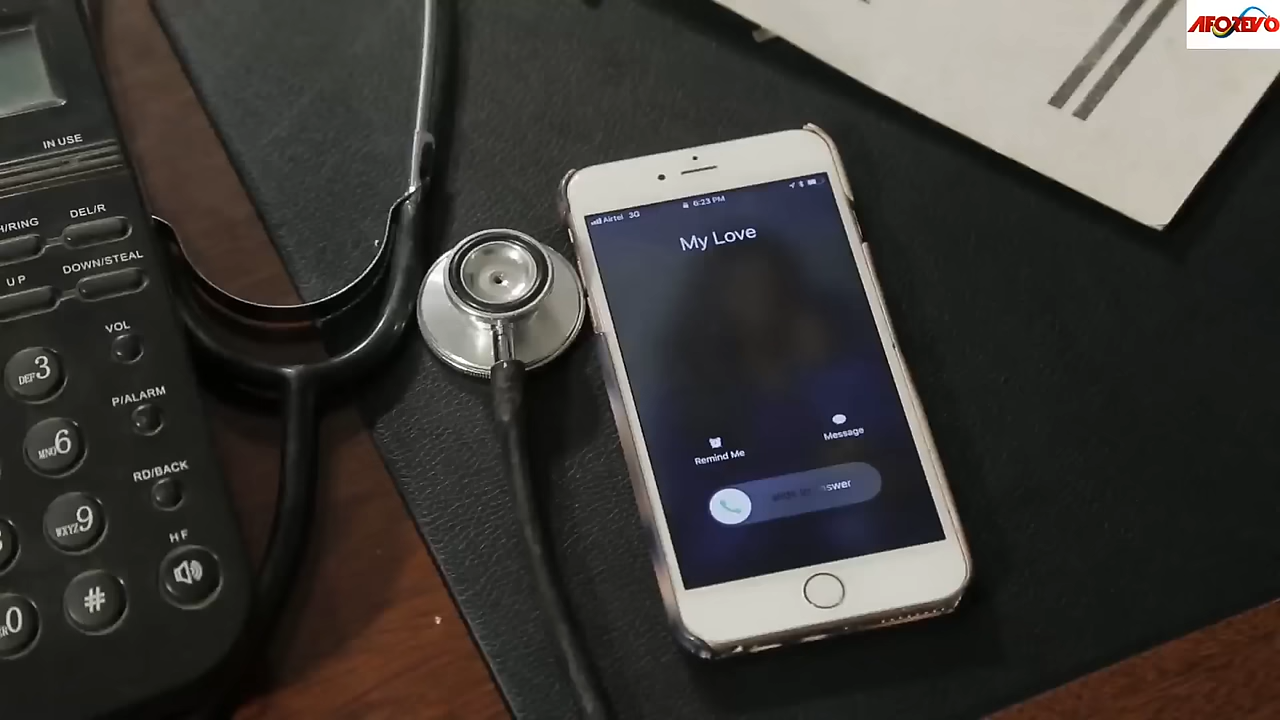 AFOREVO
IN USE
H/RING
DEL/R
UP
DOWN/STEAL
VOL
DEF 3
P/ALARM
MNO 6
RD/BACK
WXYZ 9
HF
#
0
Airtel 3G
6:23 PM
My Love
Remind Me
Message